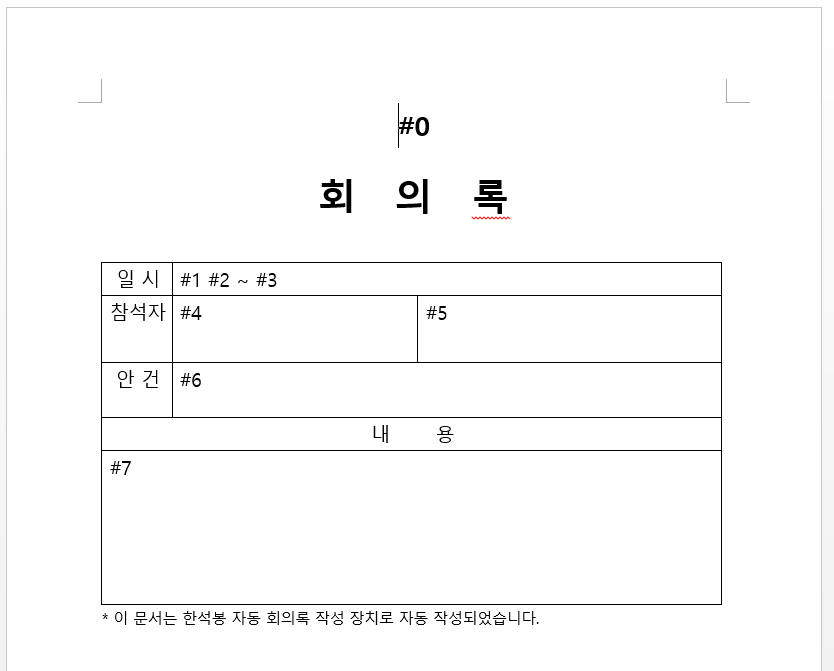 #0
회 의 록
일 시 #1 #2 ~ #3
참석자 #4 #5
안 건 #6
내 용
#7
* 이 문서는 한석봉 자동 회의록 작성 장치로 자동 작성되었습니다.